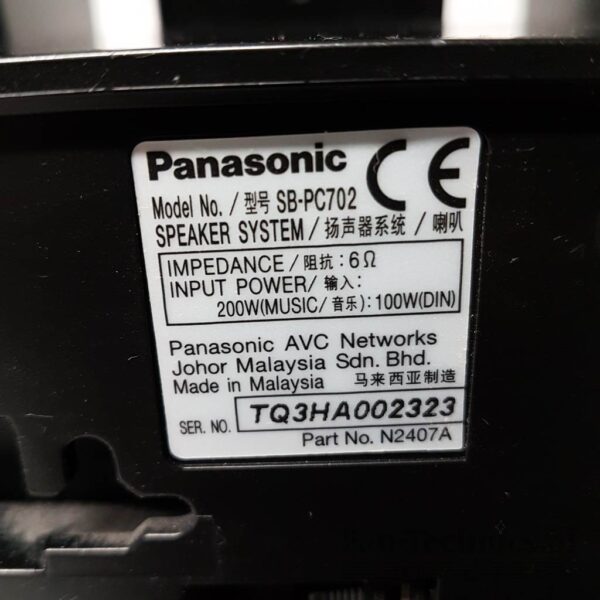 Panasonic CE
Model No. / 型号 SB-PC702
SPEAKER SYSTEM / 扬声器系统 / 喇叭
IMPEDANCE / 阻抗 : 6Ω
INPUT POWER / 输入 :
200W(MUSIC / 音乐) : 100W(DIN)
Panasonic AVC Networks
Johor Malaysia Sdn. Bhd.
Made in Malaysia 马来西亚制造
SER. NO. TQ3HA002323
Part No. N2407A